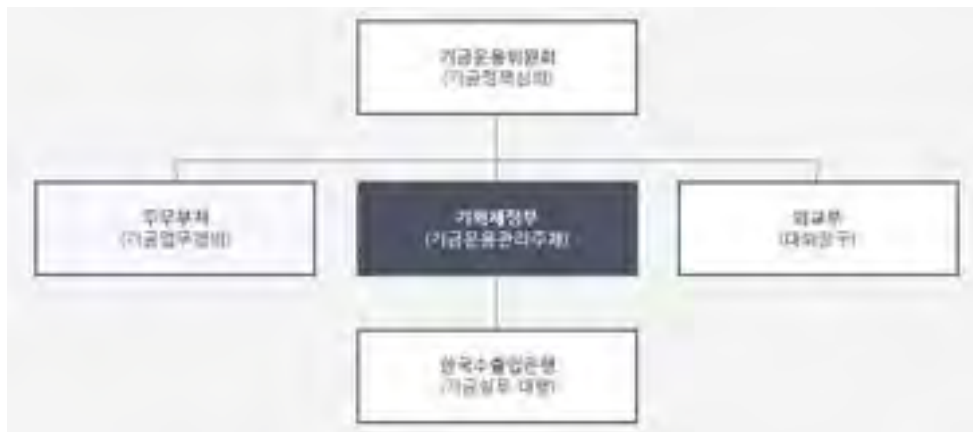 기금운용위원회
(기금정책심의)
주무부처
기획재정부
(기금운용관리주체)
외교부
(대외창구)
한국수출입은행
(기금실무 대행)